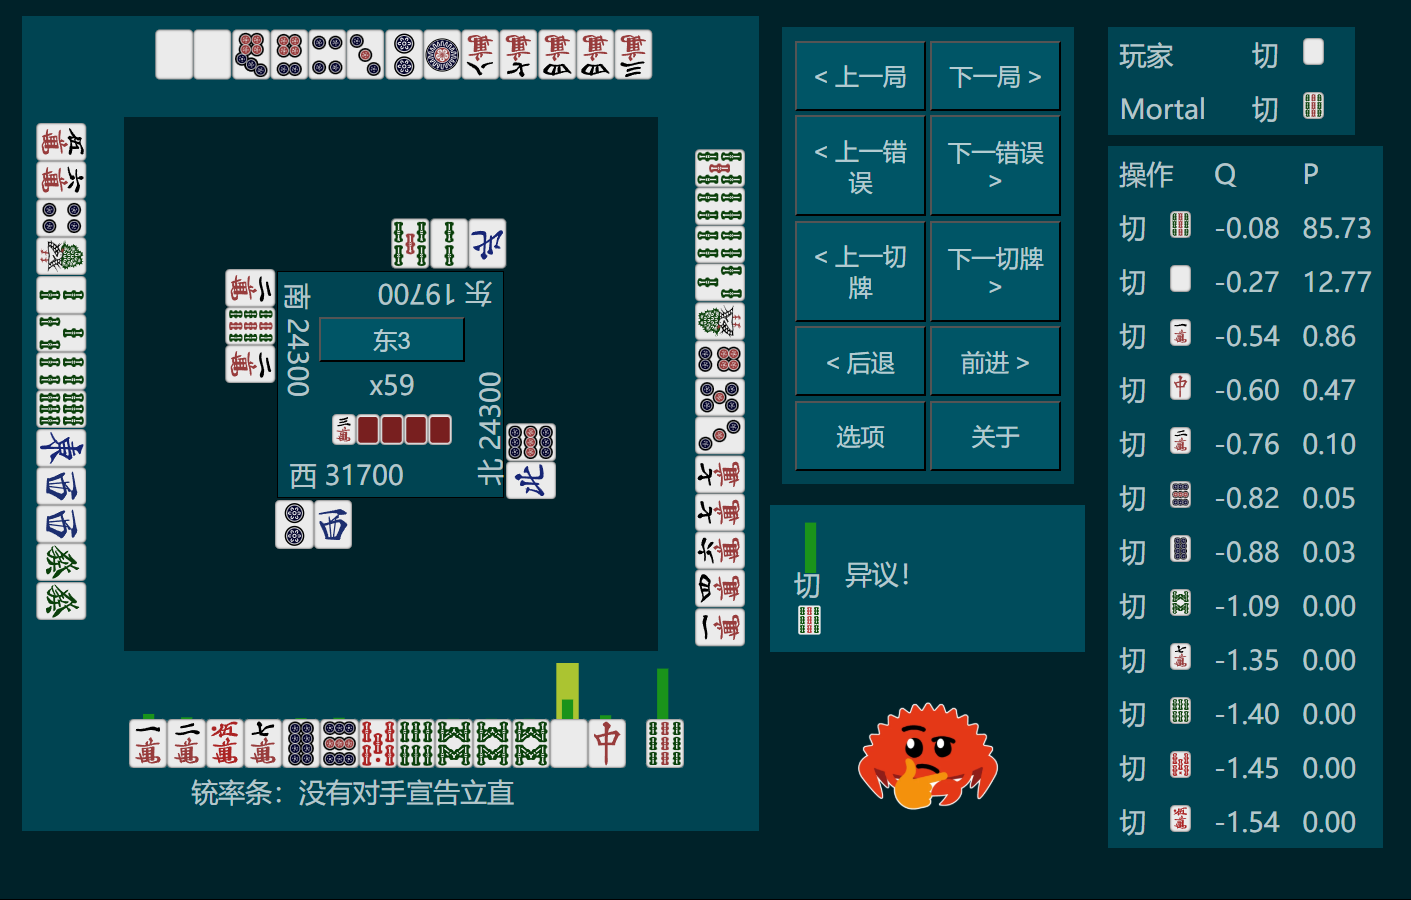 东 19700
南 24300
东3
x59
北 24300
西 31700
铳率条：没有对手宣告立直
< 上一局
下一局 >
< 上一错
误
下一错误
>
< 上一切
牌
下一切牌
>
< 后退
前进 >
选项
关于
切
异议！
玩家 切
Mortal 切
操作 Q P
切 -0.08 85.73
切 -0.27 12.77
切 -0.54 0.86
切 -0.60 0.47
切 -0.76 0.10
切 -0.82 0.05
切 -0.88 0.03
切 -1.09 0.00
切 -1.35 0.00
切 -1.40 0.00
切 -1.45 0.00
切 -1.54 0.00